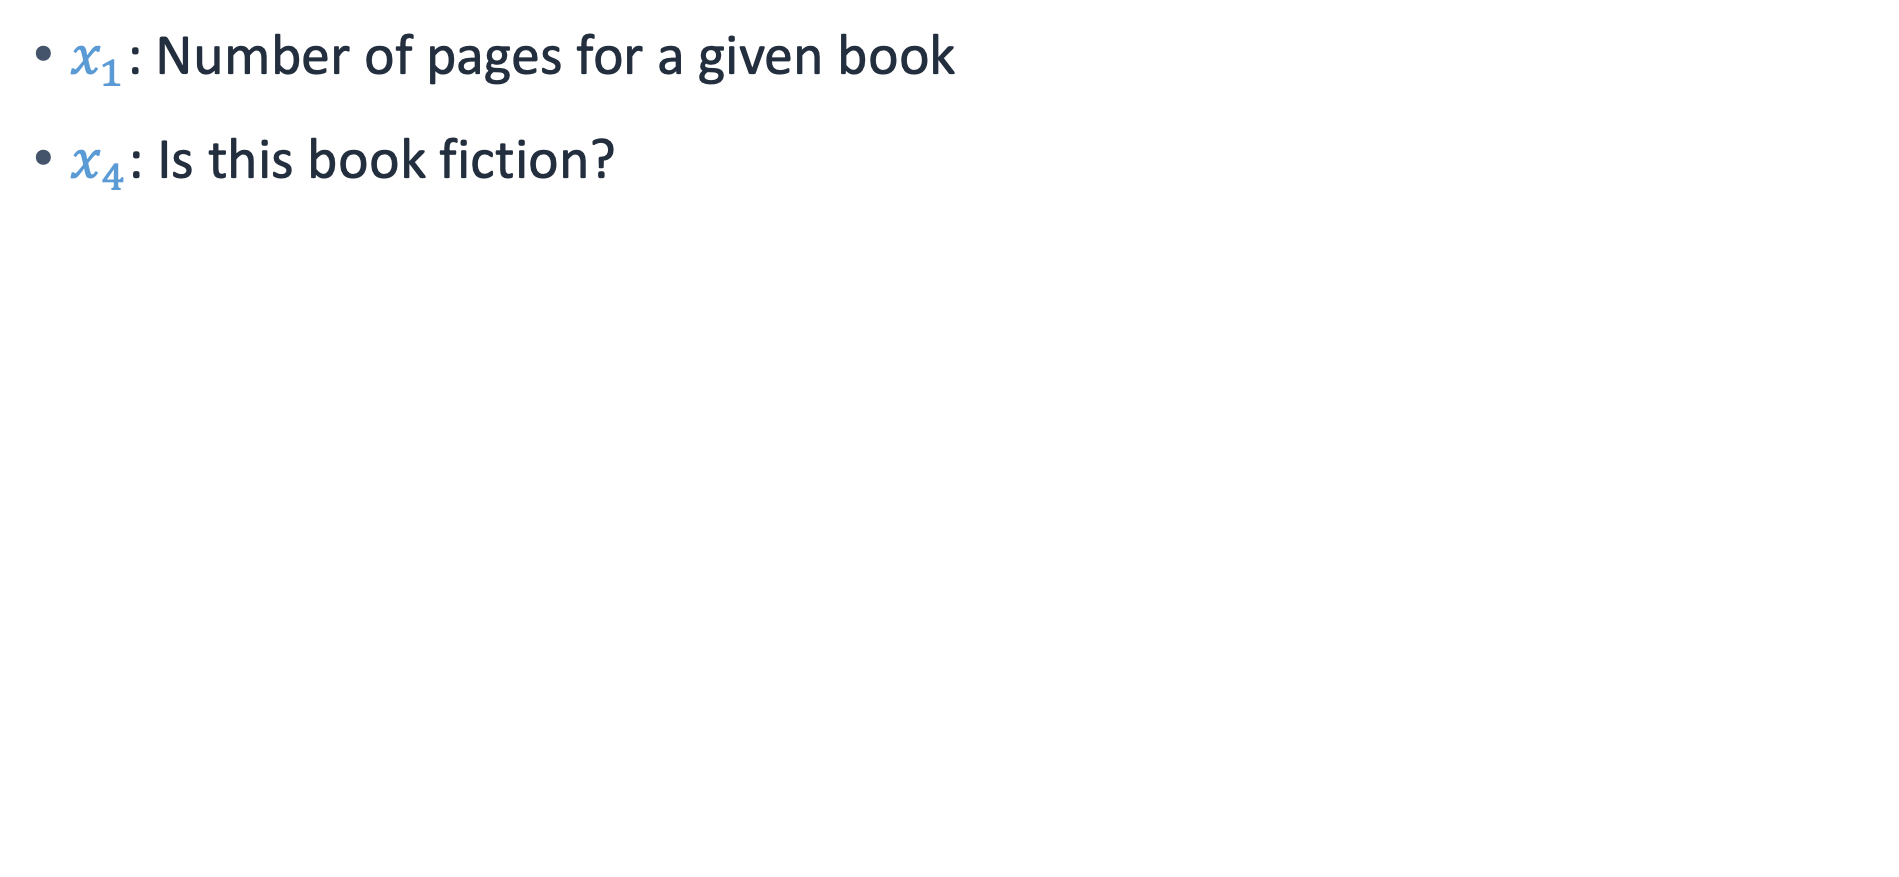 • x₁: Number of pages for a given book
• x₄: Is this book fiction?